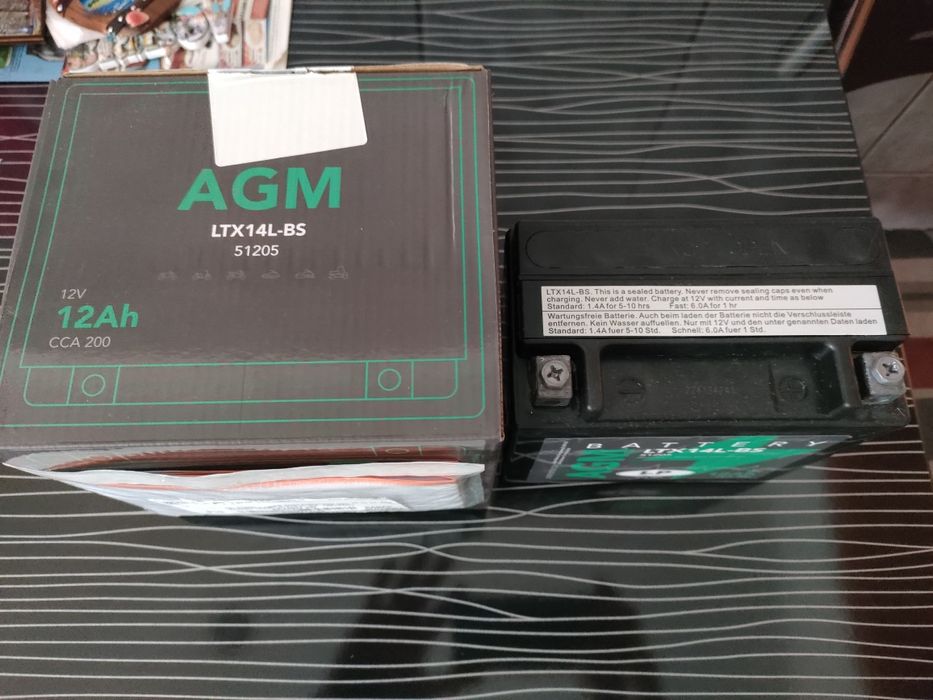 AGM
LTX14L-BS
51205
12V
12Ah
CCA 200
LTX14L-BS. This is a sealed battery. Never remove sealing caps even when
charging. Never add water. Charge at 12V with current and time as below
Standard: 1.4A for 5-10 hrs Fast: 6.0A for 1 hr
Wartungsfreie Batterie. Auch beim laden der Batterie nicht die Verschlussleiste
entfernen. Kein Wasser auffuellen. Nur mit 12V und den unter genannten Daten laden
Standard: 1.4A fuer 5-10 Std. Schnell: 6.0A fuer 1 Std.
BATTERY
AGM
LTX14L-BS